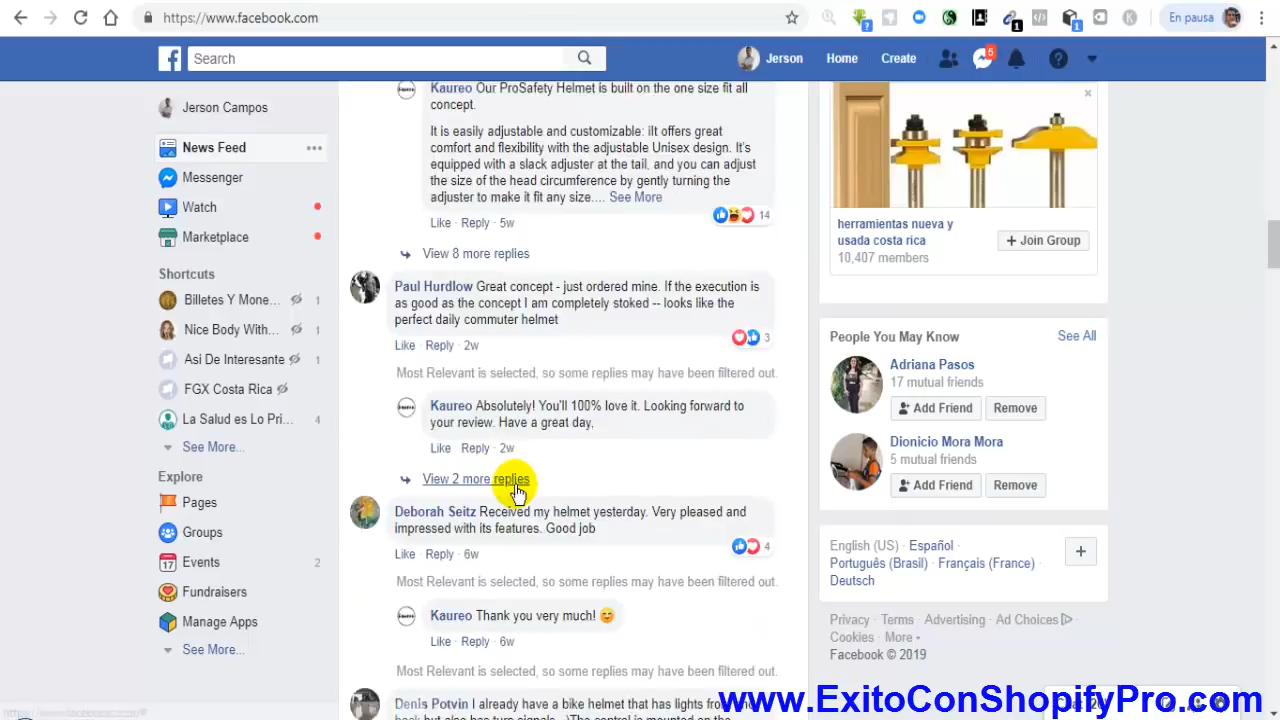 https://www.facebook.com
En pausa
Search
Jerson
Home
Create
5
Jerson Campos
News Feed
Messenger
Watch
Marketplace
Shortcuts
Billetes Y Mone... 1
Nice Body With... 1
Asi De Interesante 1
FGX Costa Rica
La Salud es Lo Pri... 4
See More...
Explore
Pages
Groups
Events 2
Fundraisers
Manage Apps
See More...
Kaureo Our ProSafety Helmet is built on the one size fit all
concept.
It is easily adjustable and customizable: iIt offers great
comfort and flexibility with the adjustable Unisex design. It's
equipped with a slack adjuster at the tail, and you can adjust
the size of the head circumference by gently turning the
adjuster to make it fit any size.... See More
14
Like · Reply · 5w
View 8 more replies
Paul Hurdlow Great concept - just ordered mine. If the execution is
as good as the concept I am completely stoked -- looks like the
perfect daily commuter helmet
3
Like · Reply · 2w
Most Relevant is selected, so some replies may have been filtered out.
Kaureo Absolutely! You'll 100% love it. Looking forward to
your review. Have a great day.
Like · Reply · 2w
View 2 more replies
Deborah Seitz Received my helmet yesterday. Very pleased and
impressed with its features. Good job
4
Like · Reply · 6w
Most Relevant is selected, so some replies may have been filtered out.
Kaureo Thank you very much! 😊
Like · Reply · 6w
Most Relevant is selected, so some replies may have been filtered out.
Denis Potvin I already have a bike helmet that has lights
herramientas nueva y
usada costa rica
10,407 members
+ Join Group
People You May Know
See All
Adriana Pasos
17 mutual friends
Add Friend
Remove
Dionicio Mora Mora
5 mutual friends
Add Friend
Remove
English (US) · Español ·
Português (Brasil) · Français (France) ·
Deutsch
Privacy · Terms · Advertising · Ad Choices
Cookies · More
Facebook © 2019
www.ExitoConShopifyPro.com